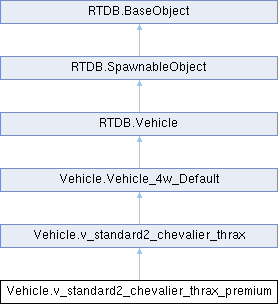 RTDB.BaseObject
RTDB.SpawnableObject
RTDB.Vehicle
Vehicle.Vehicle_4w_Default
Vehicle.v_standard2_chevalier_thrax
Vehicle.v_standard2_chevalier_thrax_premium